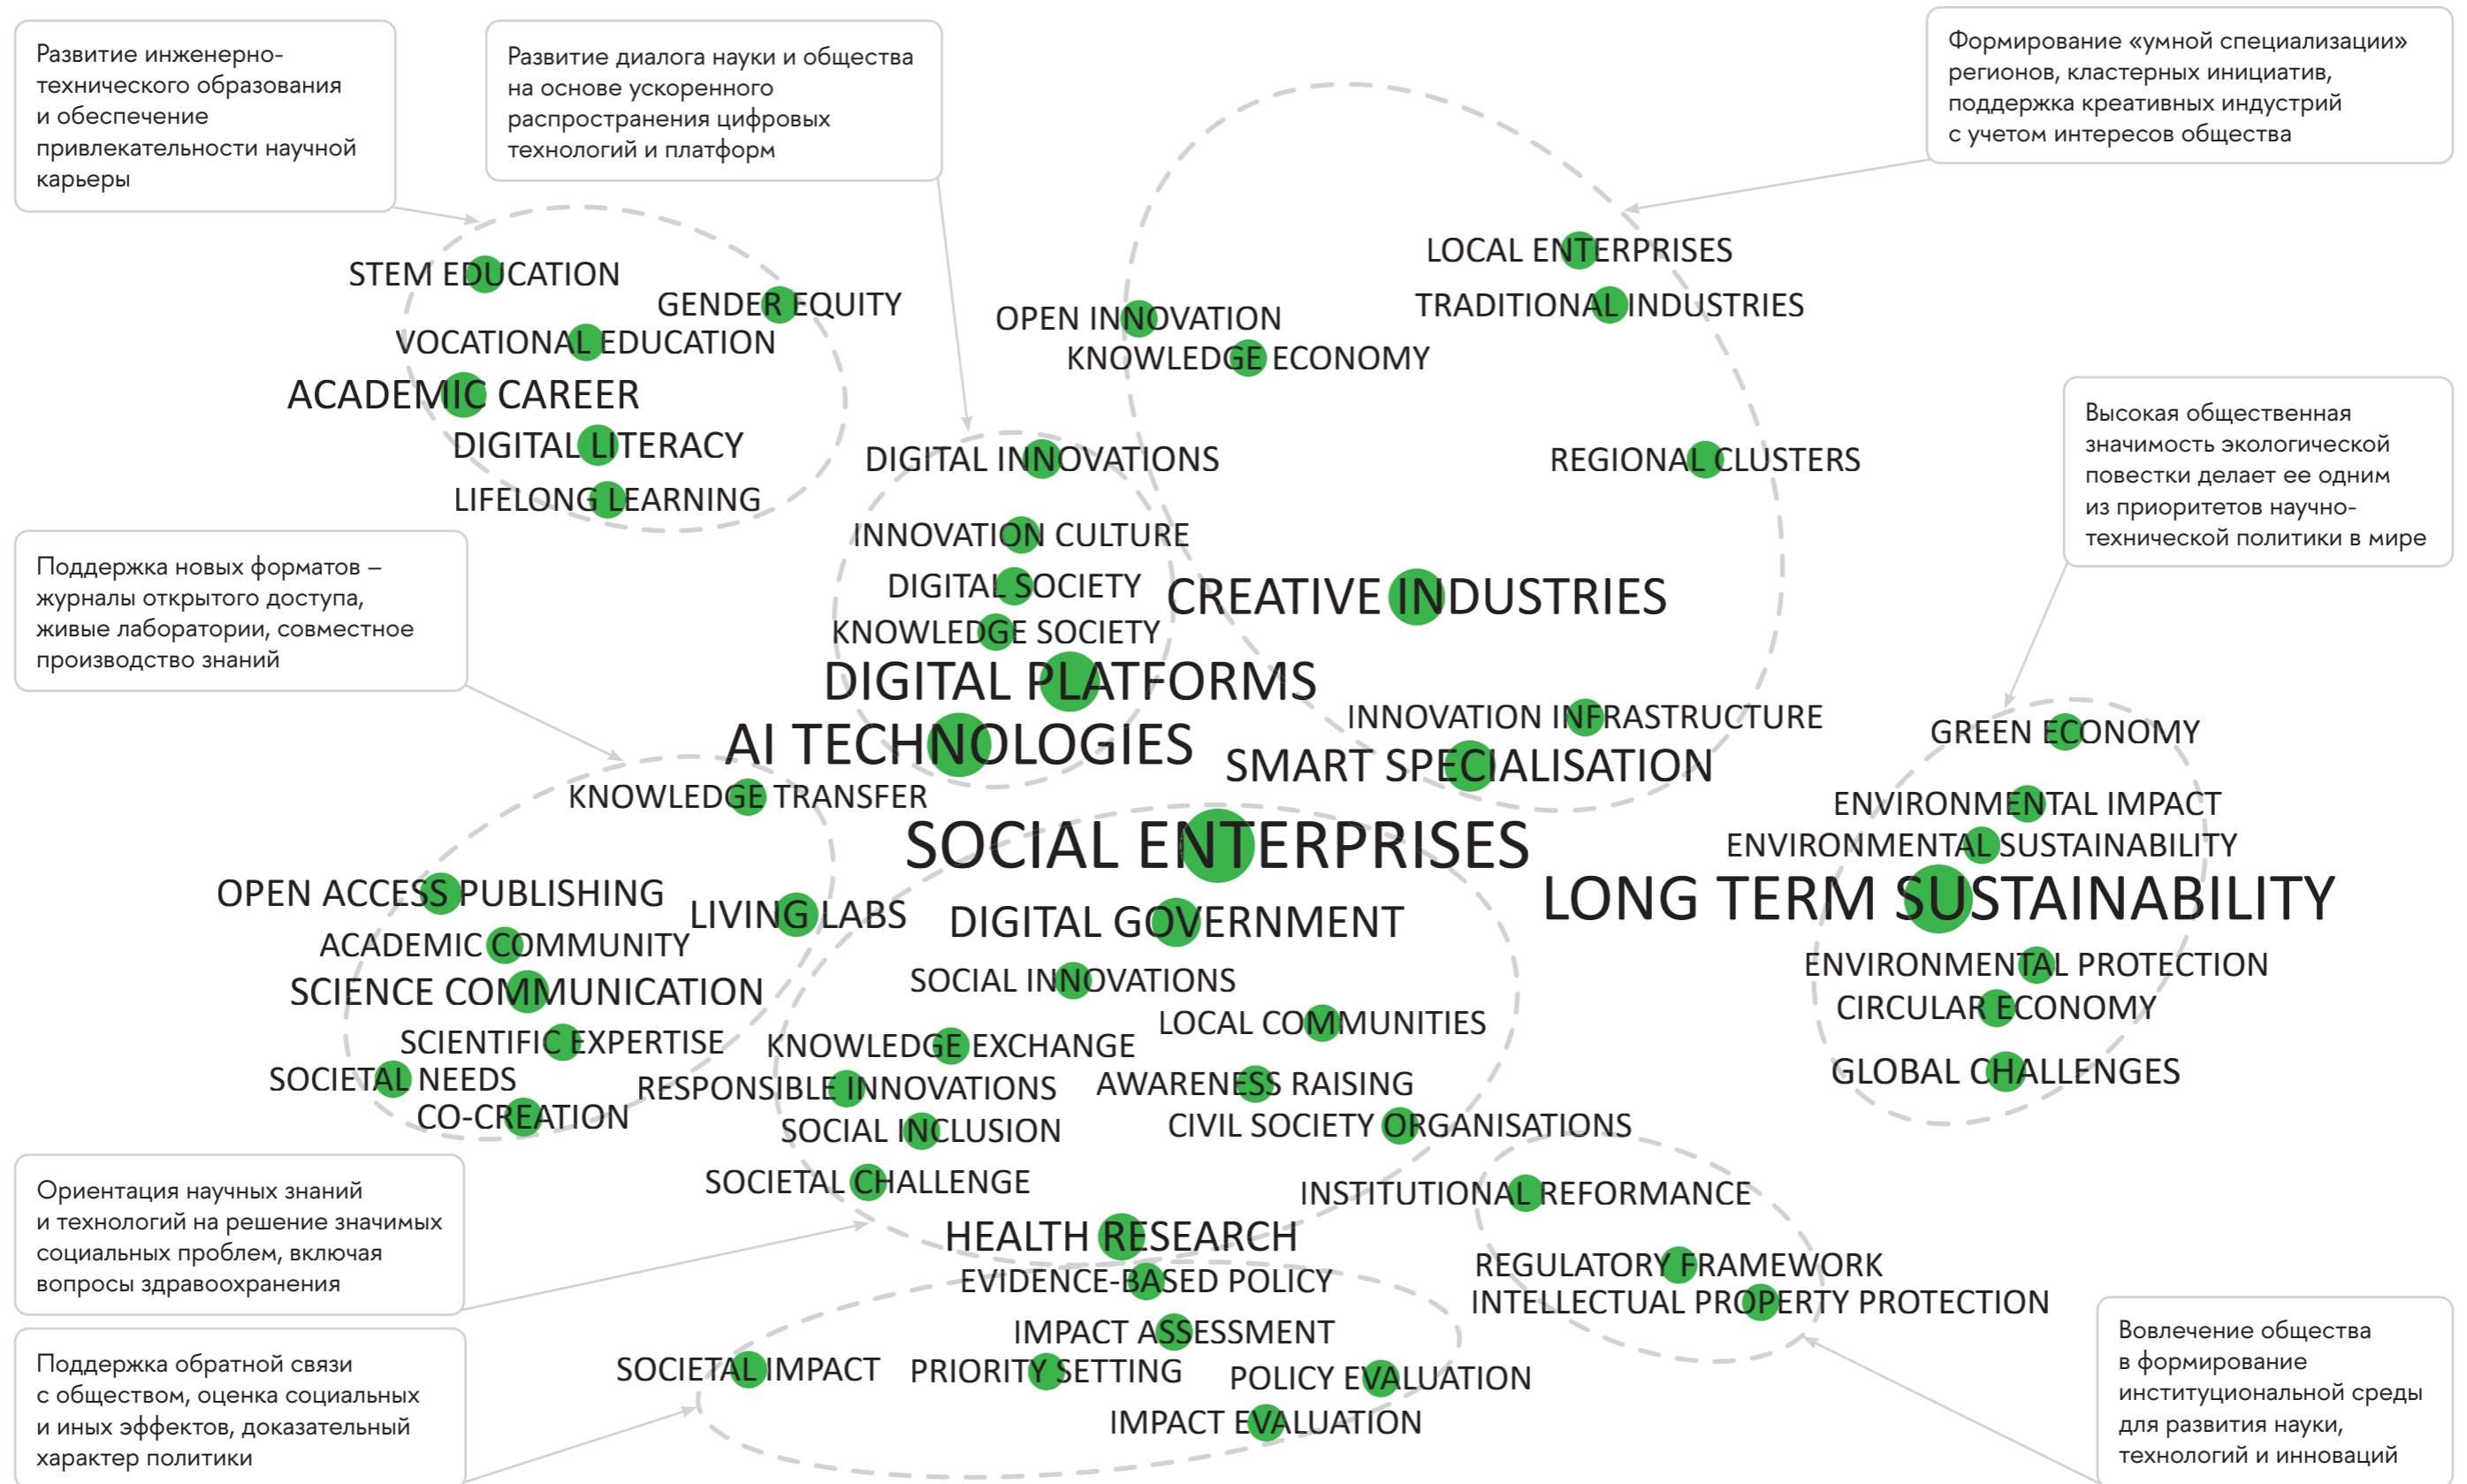 Развитие инженерно-
технического образования
и обеспечение
привлекательности научной
карьеры
Развитие диалога науки и общества
на основе ускоренного
распространения цифровых
технологий и платформ
Формирование «умной специализации»
регионов, кластерных инициатив,
поддержка креативных индустрий
с учетом интересов общества
STEM EDUCATION
GENDER EQUITY
VOCATIONAL EDUCATION
ACADEMIC CAREER
DIGITAL LITERACY
LIFELONG LEARNING
LOCAL ENTERPRISES
TRADITIONAL INDUSTRIES
OPEN INNOVATION
KNOWLEDGE ECONOMY
REGIONAL CLUSTERS
CREATIVE INDUSTRIES
INNOVATION INFRASTRUCTURE
SMART SPECIALISATION
DIGITAL INNOVATIONS
INNOVATION CULTURE
DIGITAL SOCIETY
KNOWLEDGE SOCIETY
DIGITAL PLATFORMS
AI TECHNOLOGIES
Высокая общественная
значимость экологической
повестки делает ее одним
из приоритетов научно-
технической политики в мире
GREEN ECONOMY
ENVIRONMENTAL IMPACT
ENVIRONMENTAL SUSTAINABILITY
LONG TERM SUSTAINABILITY
ENVIRONMENTAL PROTECTION
CIRCULAR ECONOMY
GLOBAL CHALLENGES
Поддержка новых форматов –
журналы открытого доступа,
живые лаборатории, совместное
производство знаний
KNOWLEDGE TRANSFER
OPEN ACCESS PUBLISHING
LIVING LABS
ACADEMIC COMMUNITY
SCIENCE COMMUNICATION
SCIENTIFIC EXPERTISE
SOCIETAL NEEDS
CO-CREATION
SOCIAL ENTERPRISES
DIGITAL GOVERNMENT
SOCIAL INNOVATIONS
LOCAL COMMUNITIES
KNOWLEDGE EXCHANGE
RESPONSIBLE INNOVATIONS
AWARENESS RAISING
SOCIAL INCLUSION
CIVIL SOCIETY ORGANISATIONS
SOCIETAL CHALLENGE
HEALTH RESEARCH
Ориентация научных знаний
и технологий на решение значимых
социальных проблем, включая
вопросы здравоохранения
INSTITUTIONAL REFORMANCE
REGULATORY FRAMEWORK
INTELLECTUAL PROPERTY PROTECTION
EVIDENCE-BASED POLICY
IMPACT ASSESSMENT
SOCIETAL IMPACT
PRIORITY SETTING
POLICY EVALUATION
IMPACT EVALUATION
Поддержка обратной связи
с обществом, оценка социальных
и иных эффектов, доказательный
характер политики
Вовлечение общества
в формирование
институциональной среды
для развития науки,
технологий и инноваций